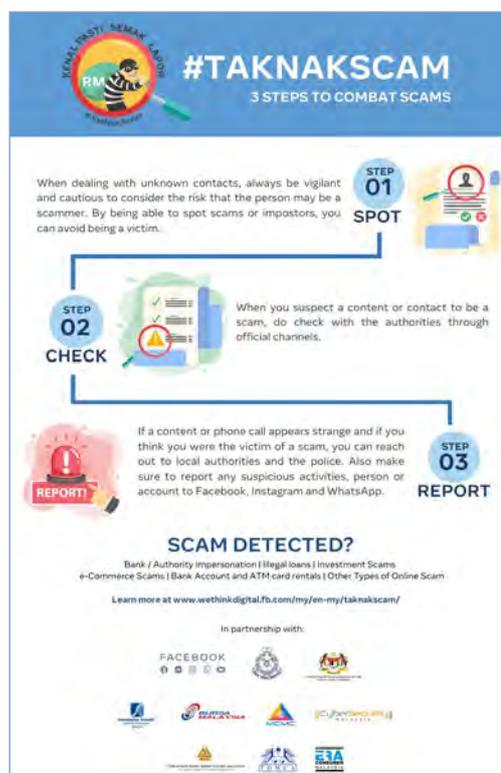 KENAL PASTI SEMAK LAPOR
RM
#TAKNAKSCAM
3 STEPS TO COMBAT SCAMS
When dealing with unknown contacts, always be vigilant
and cautious to consider the risk that the person may be a
scammer. By being able to spot scams or impostors, you
can avoid being a victim.
STEP
01
SPOT
STEP
02
CHECK
When you suspect a content or contact to be a
scam, do check with the authorities through
official channels.
REPORT!
If a content or phone call appears strange and if you
think you were the victim of a scam, you can reach
out to local authorities and the police. Also make
sure to report any suspicious activities, person or
account to Facebook, Instagram and WhatsApp.
STEP
03
REPORT
SCAM DETECTED?
Bank / Authority impersonation | Illegal loans | Investment Scams
e-Commerce Scams | Bank Account and ATM card rentals | Other Types of Online Scam
Learn more at www.wethinkdigital.fb.com/my/en-my/taknakscam/
In partnership with:
FACEBOOK
BURSA
MALAYSIA
MCMC
CyberSecurity
MALAYSIA
ERA
CONSUMER
MALAYSIA